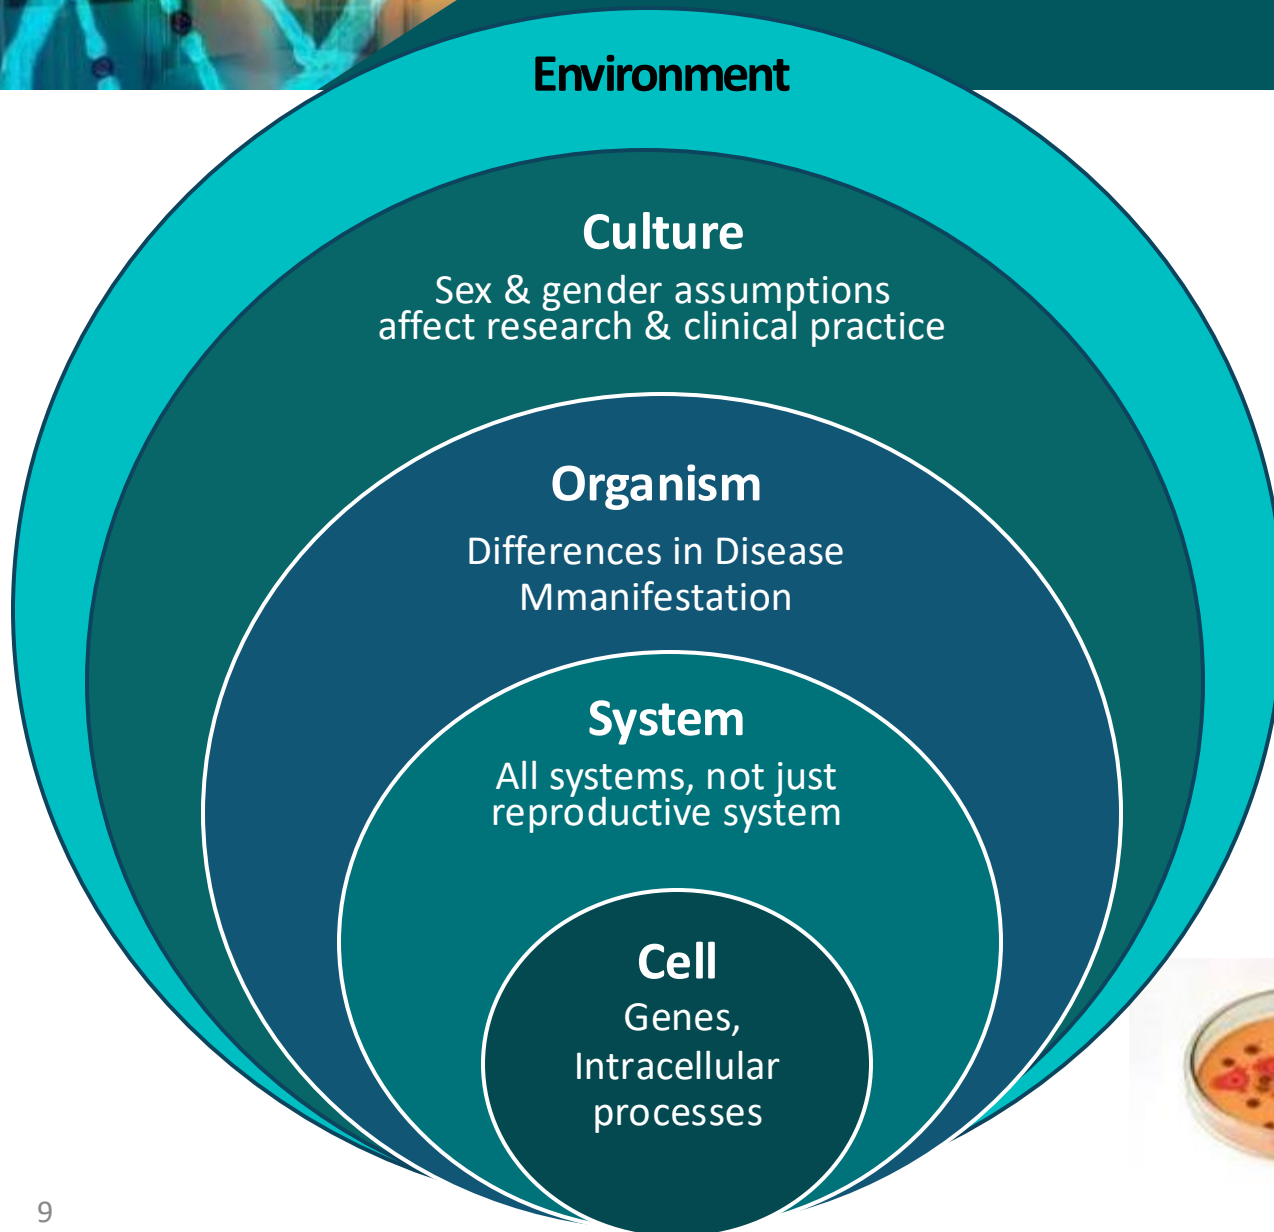 Environment
Culture
Sex & gender assumptions
affect research & clinical practice
Organism
Differences in Disease
Mmanifestation
System
All systems, not just
reproductive system
Cell
Genes,
Intracellular
processes
9